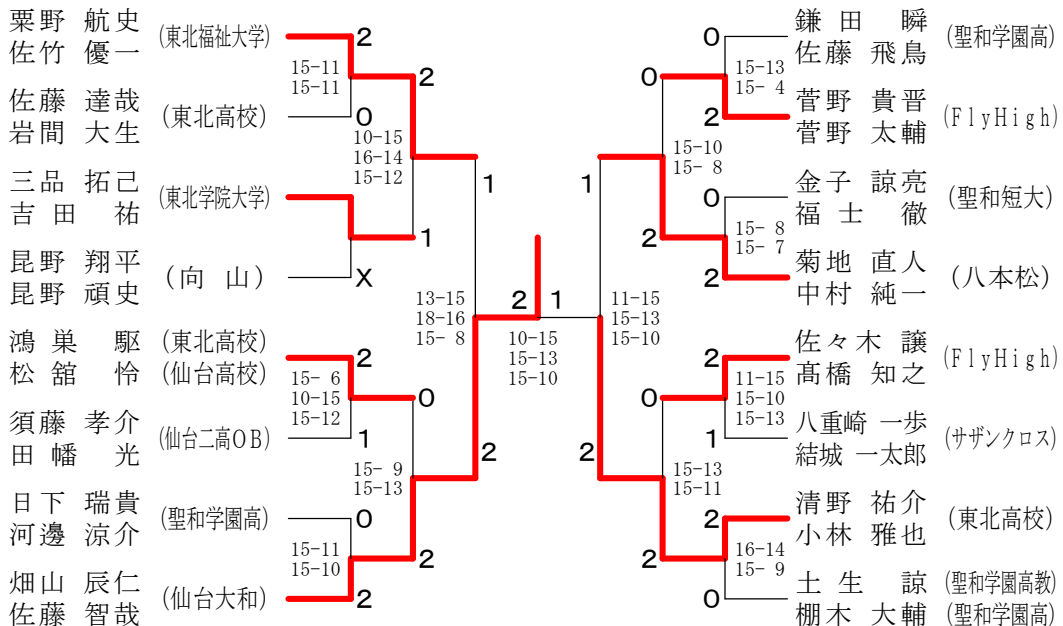 粟野 航史 (東北福祉大学) 2
佐竹 優一
15-11
15-11
2
佐藤 達哉 (東北高校) 0
岩間 大生
10-15
16-14
15-12
1
三品 拓己 (東北学院大学)
吉田 祐
1
昆野 翔平 (向 山) X
昆野 頑史
13-15
18-16
15- 8
鴻巣 駆 (東北高校) 2
松舘 怜 (仙台高校)
15- 6
10-15
15-12
0
須藤 孝介 (仙台二高OB) 1
田幡 光
15- 9
15-13
2
日下 瑞貴 (聖和学園高) 0
河邊 涼介
15-11
15-10
2
畑山 辰仁 (仙台大和) 2
佐藤 智哉
2 1
10-15
15-13
15-10
0 鎌田 瞬 (聖和学園高)
佐藤 飛鳥
0
15-13
15- 4
2 菅野 貴晋 (FlyHigh)
菅野 太輔
1
15-10
15- 8
0 金子 諒亮 (聖和短大)
福士 徹
2
15- 8
15- 7
2 菊地 直人 (八本松)
中村 純一
11-15
15-13
15-10
2 佐々木 譲 (FlyHigh)
髙橋 知之
0
11-15
15-10
15-13
1 八重崎 一歩 (サザンクロス)
結城 一太郎
2
15-13
15-11
2 清野 祐介 (東北高校)
小林 雅也
2
16-14
15- 9
0 土生 諒 (聖和学園高教)
棚木 大輔 (聖和学園高)